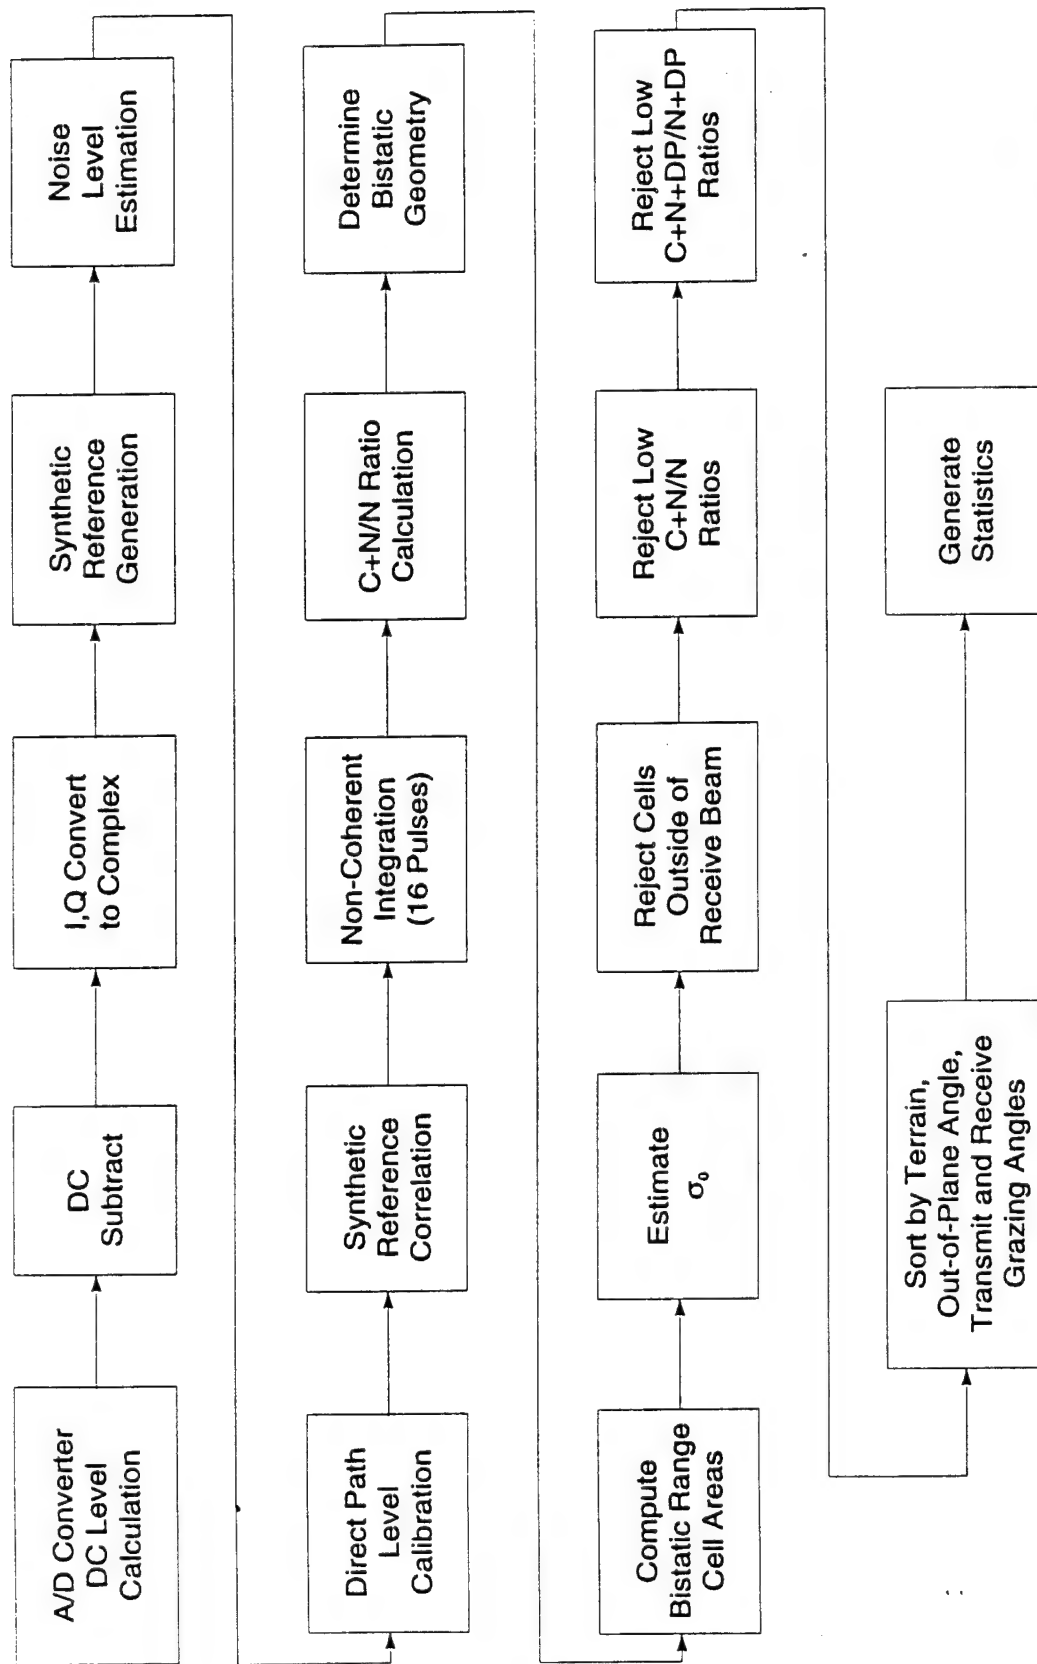 A/D Converter
DC Level
Calculation
DC
Subtract
I,Q Convert
to Complex
Synthetic
Reference
Generation
Noise
Level
Estimation
Direct Path
Level
Calibration
Synthetic
Reference
Correlation
Non-Coherent
Integration
(16 Pulses)
C+N/N Ratio
Calculation
Determine
Bistatic
Geometry
Compute
Bistatic Range
Cell Areas
Estimate
σ₀
Reject Cells
Outside of
Receive Beam
Reject Low
C+N/N
Ratios
Reject Low
C+N+DP/N+DP
Ratios
Sort by Terrain,
Out-of-Plane Angle,
Transmit and Receive
Grazing Angles
Generate
Statistics